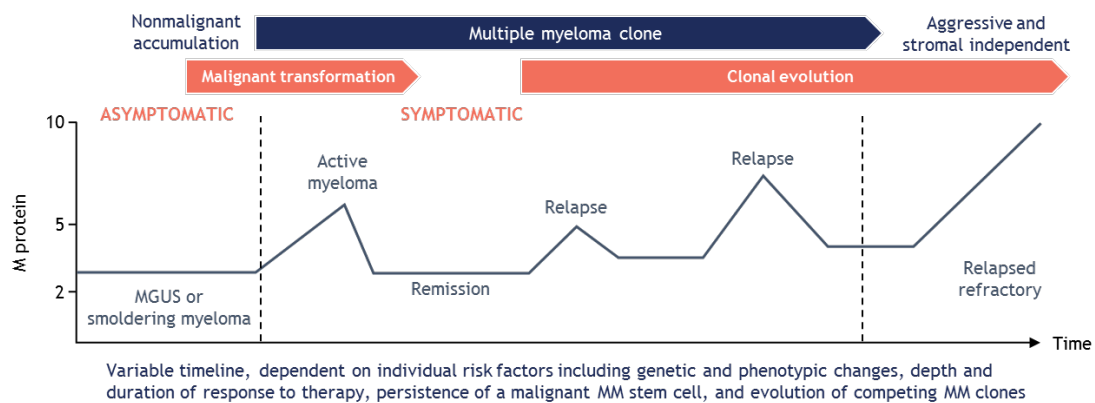 Nonmalignant
accumulation
Multiple myeloma clone
Aggressive and
stromal independent
Malignant transformation
Clonal evolution
ASYMPTOMATIC
SYMPTOMATIC
10
5
2
M protein
Active
myeloma
Relapse
Relapse
MGUS or
smoldering myeloma
Remission
Relapsed
refractory
Time
Variable timeline, dependent on individual risk factors including genetic and phenotypic changes, depth and
duration of response to therapy, persistence of a malignant MM stem cell, and evolution of competing MM clones